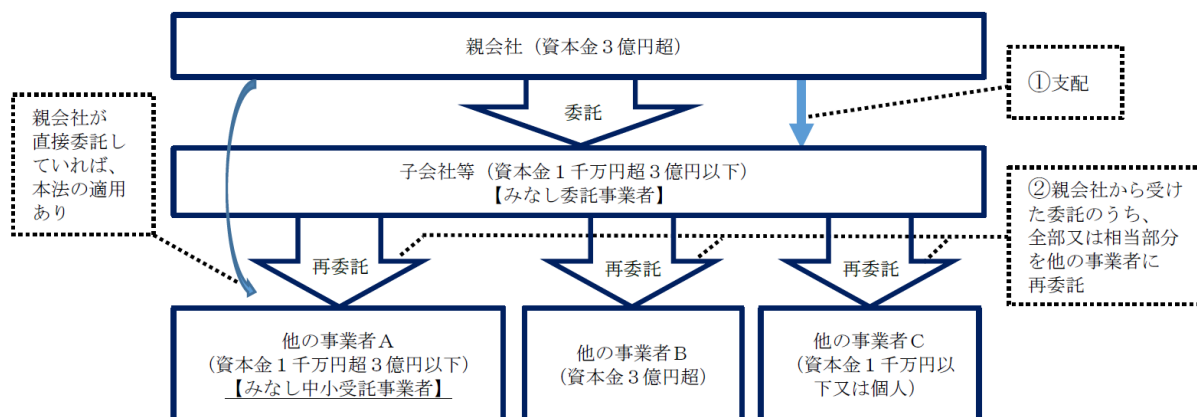 親会社（資本金３億円超）
①支配
委託
親会社が
直接委託し
ていれば、
本法の適用
あり
子会社等（資本金１千万円超３億円以下）
【みなし委託事業者】
②親会社から受け
た委託のうち、
全部又は相当部分
を他の事業者に
再委託
再委託
再委託
再委託
他の事業者Ａ
（資本金１千万円超３億円以下）
【みなし中小受託事業者】
他の事業者Ｂ
（資本金３億円超）
他の事業者Ｃ
（資本金１千万円以
下又は個人）